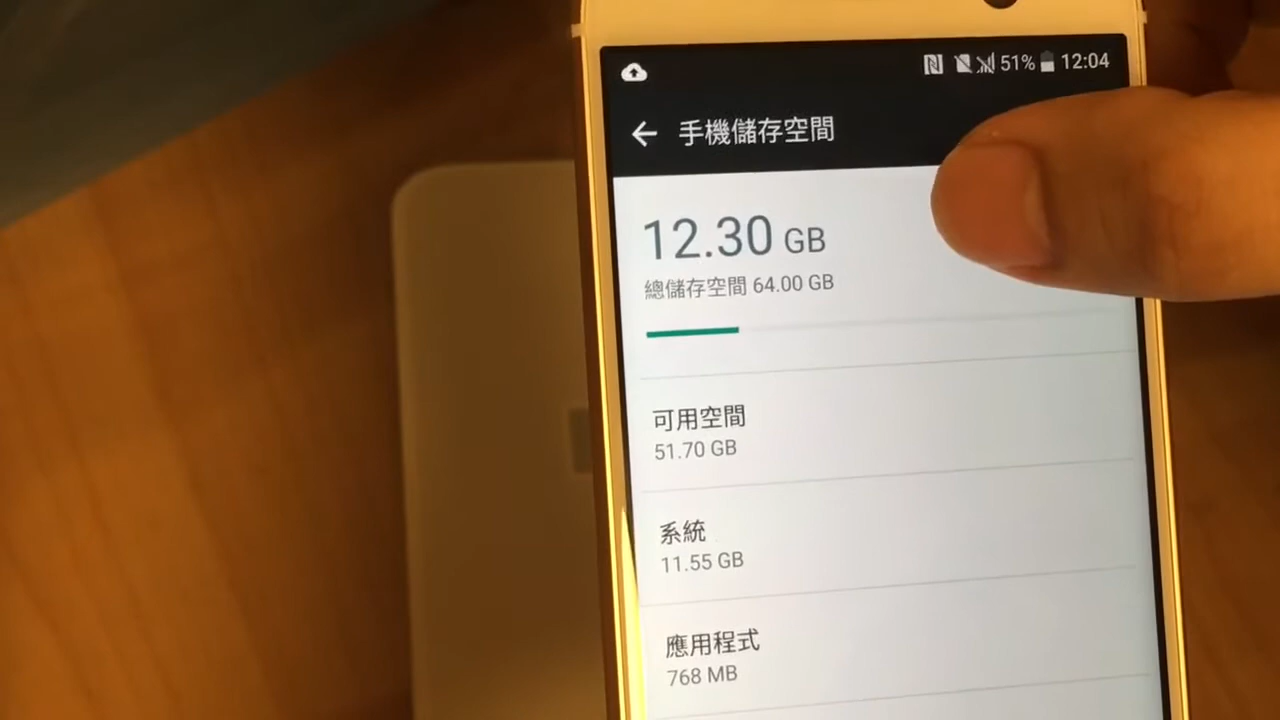 51% 12:04
手機儲存空間
12.30 GB
總儲存空間 64.00 GB
可用空間
51.70 GB
系統
11.55 GB
應用程式
768 MB